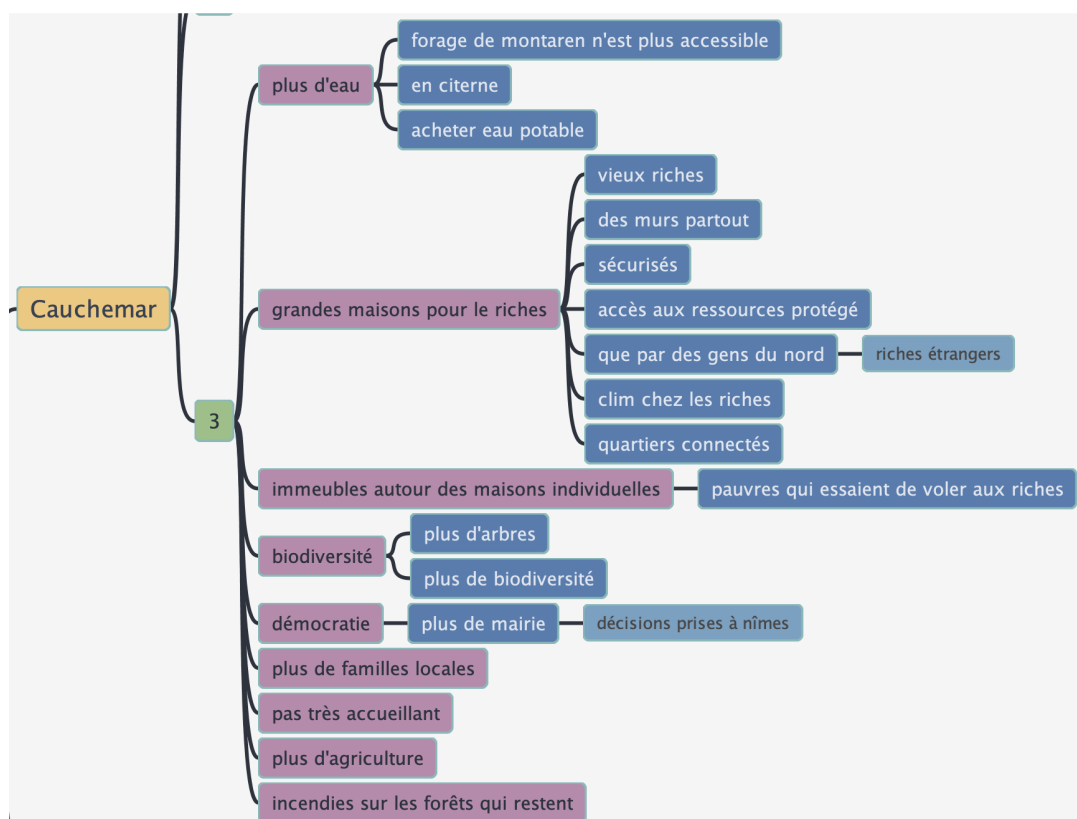 forage de montaren n'est plus accessible
plus d'eau
en citerne
acheter eau potable
vieux riches
des murs partout
sécurisés
Cauchemar
grandes maisons pour le riches
accès aux ressources protégé
que par des gens du nord
riches étrangers
clim chez les riches
3
quartiers connectés
immeubles autour des maisons individuelles
pauvres qui essaient de voler aux riches
plus d'arbres
biodiversité
plus de biodiversité
démocratie
plus de mairie
décisions prises à nîmes
plus de familles locales
pas très accueillant
plus d'agriculture
incendies sur les forêts qui restent